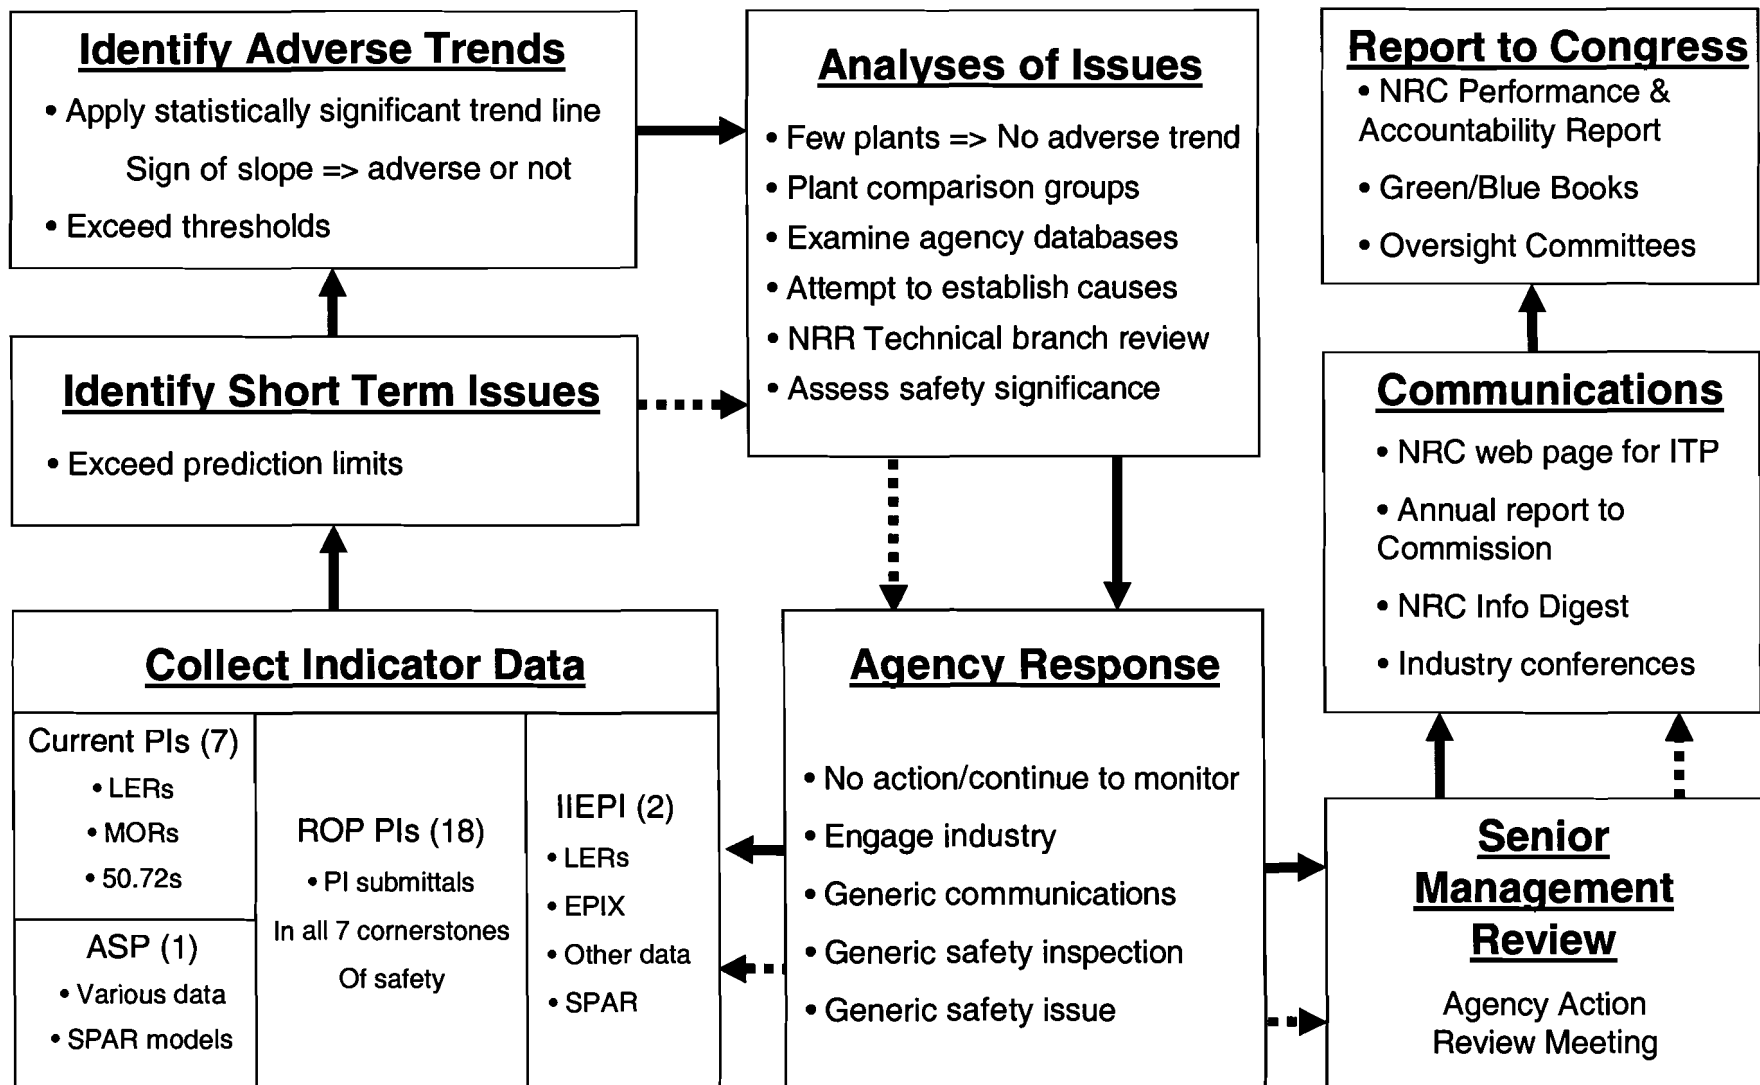 Identify Adverse Trends
• Apply statistically significant trend line
Sign of slope => adverse or not
• Exceed thresholds
Identify Short Term Issues
• Exceed prediction limits
Collect Indicator Data
Current PIs (7)
• LERs
• MORs
• 50.72s
ASP (1)
• Various data
• SPAR models
ROP PIs (18)
• PI submittals
In all 7 cornerstones
Of safety
IIEPI (2)
• LERs
• EPIX
• Other data
• SPAR
Analyses of Issues
• Few plants => No adverse trend
• Plant comparison groups
• Examine agency databases
• Attempt to establish causes
• NRR Technical branch review
• Assess safety significance
Agency Response
• No action/continue to monitor
• Engage industry
• Generic communications
• Generic safety inspection
• Generic safety issue
Report to Congress
• NRC Performance &
Accountability Report
• Green/Blue Books
• Oversight Committees
Communications
• NRC web page for ITP
• Annual report to
Commission
• NRC Info Digest
• Industry conferences
Senior
Management
Review
Agency Action
Review Meeting